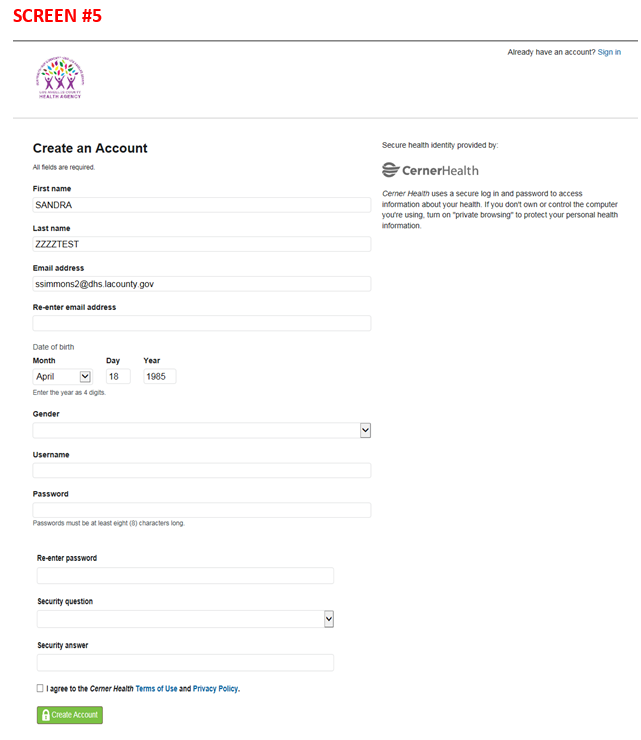 SCREEN #5
Already have an account? Sign in
LOS ANGELES COUNTY
HEALTH AGENCY
Create an Account
All fields are required.
First name
SANDRA
Last name
ZZZZTEST
Email address
ssimmons2@dhs.lacounty.gov
Re-enter email address
Date of birth
Month Day Year
April 18 1985
Enter the year as 4 digits.
Gender
Username
Password
Passwords must be at least eight (8) characters long.
Re-enter password
Security question
Security answer
I agree to the Cerner Health Terms of Use and Privacy Policy.
Create Account
Secure health identity provided by:
CernerHealth
Cerner Health uses a secure log in and password to access
information about your health. If you don't own or control the computer
you're using, turn on "private browsing" to protect your personal health
information.